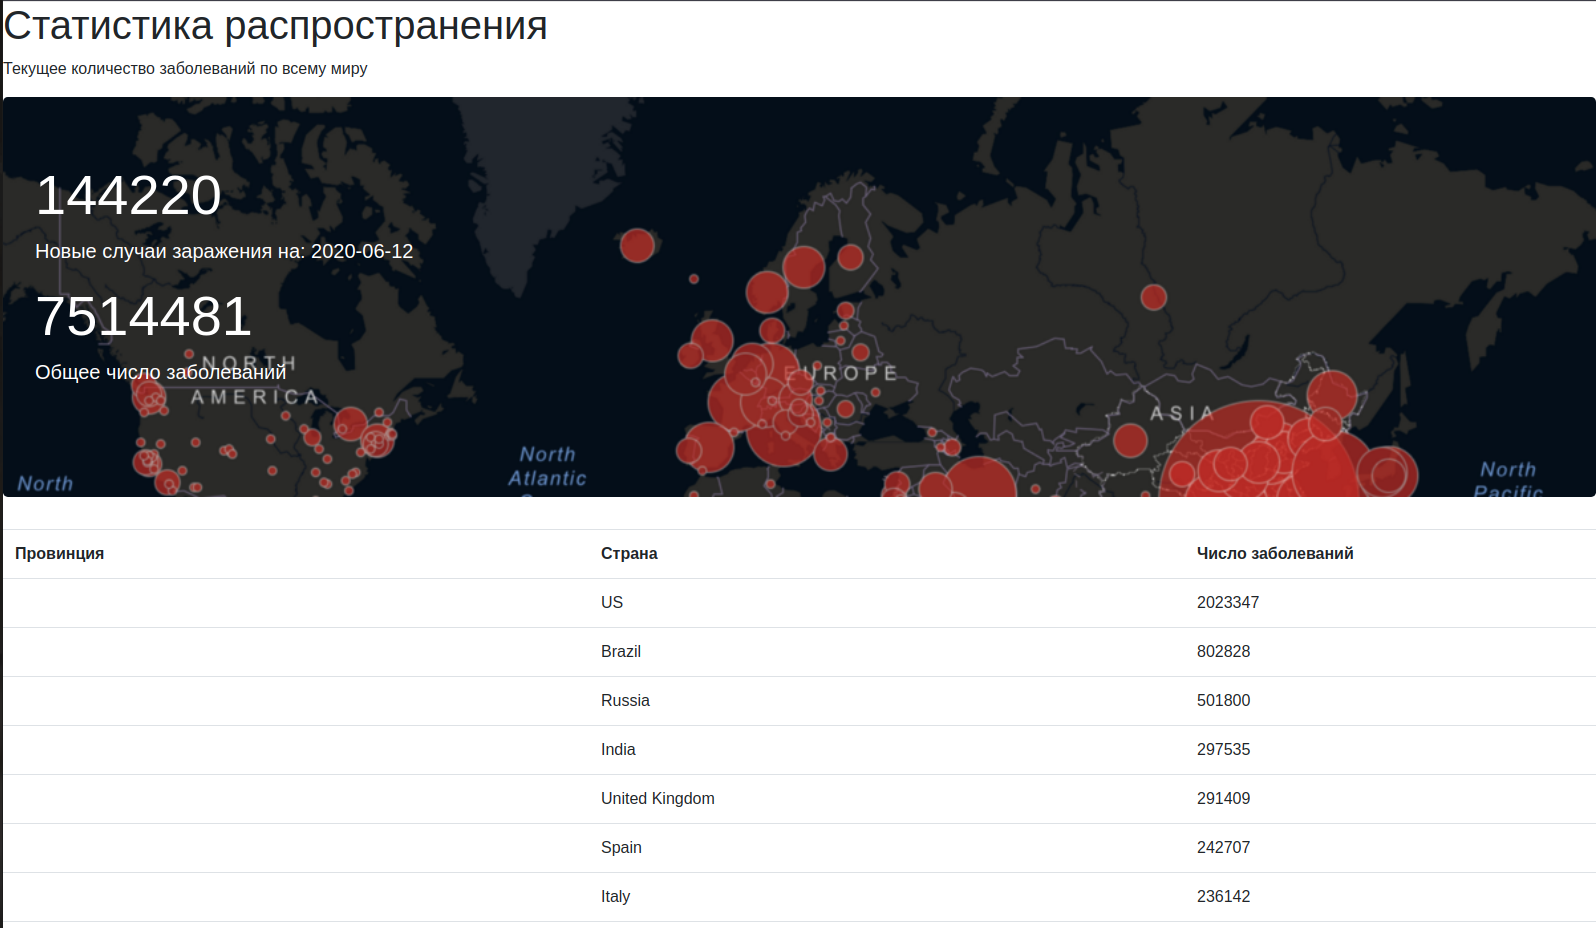 Статистика распространения
Текущее количество заболеваний по всему миру
144220
Новые случаи заражения на: 2020-06-12
7514481
Общее число заболеваний
NORTH
AMERICA
EUROPE
ASIA
North
Atlantic
North
North
Pacific
Провинция Страна Число заболеваний
US 2023347
Brazil 802828
Russia 501800
India 297535
United Kingdom 291409
Spain 242707
Italy 236142